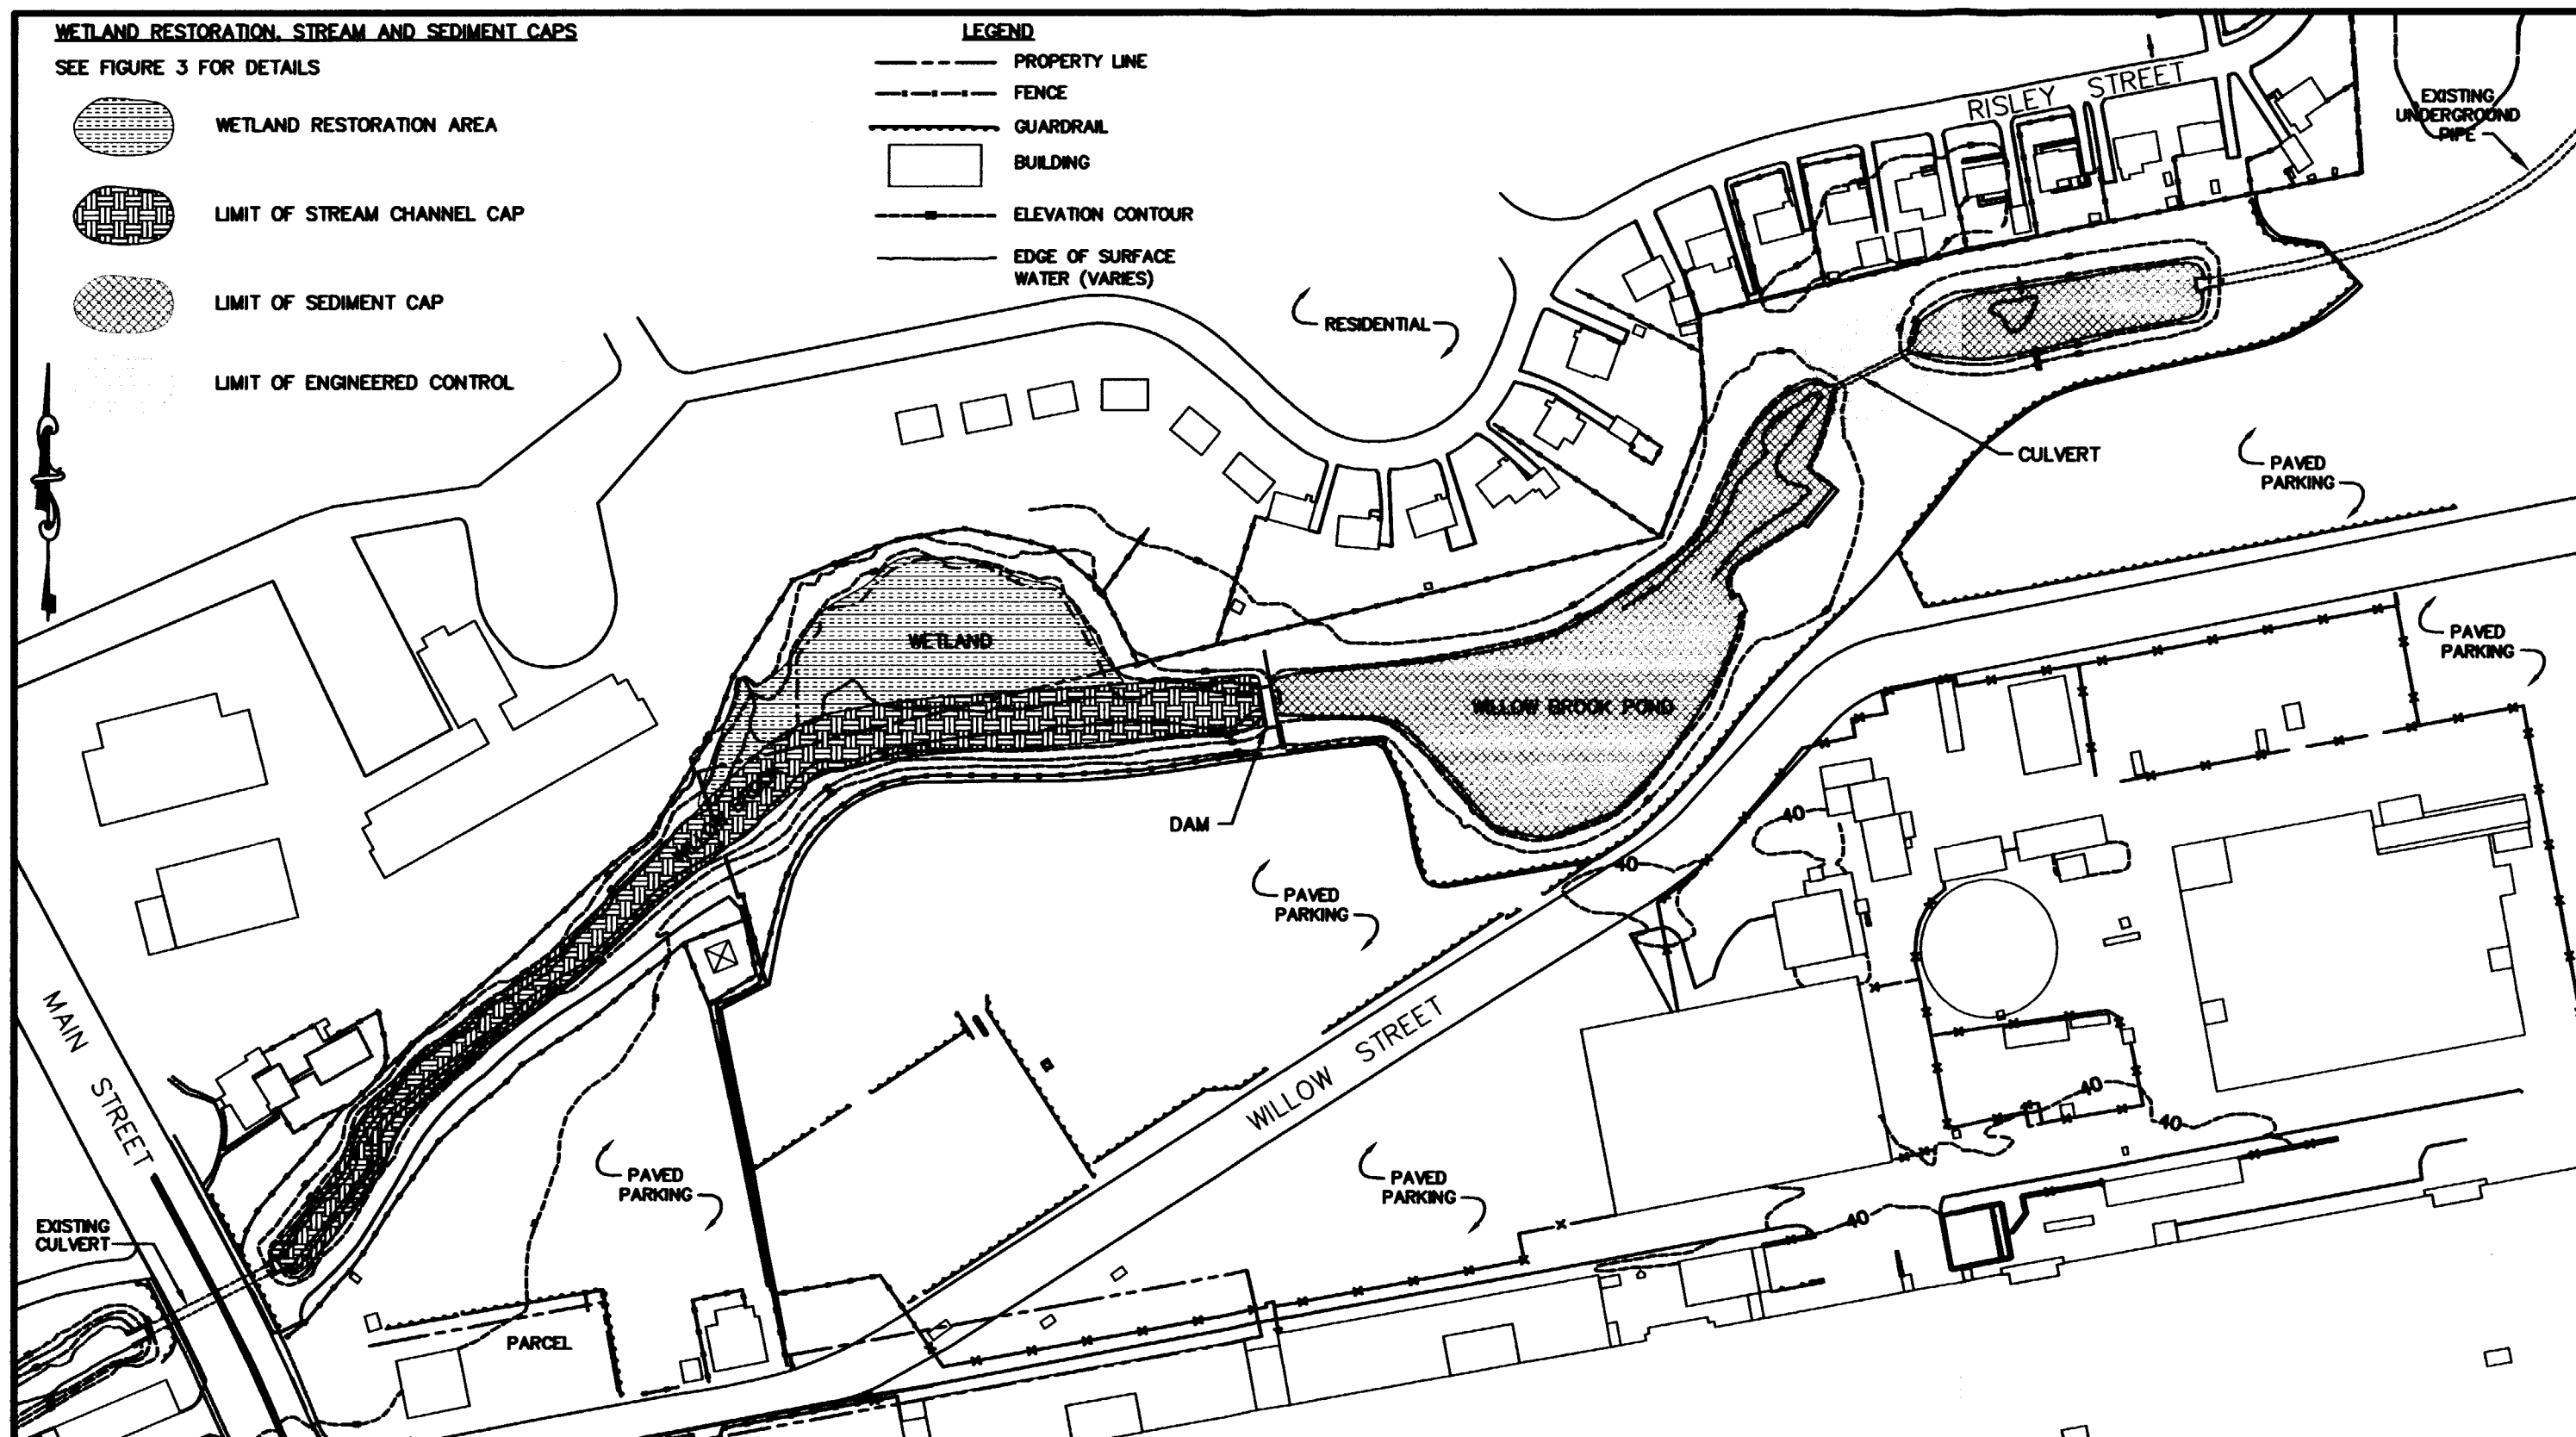 WETLAND RESTORATION, STREAM AND SEDIMENT CAPS
SEE FIGURE 3 FOR DETAILS
WETLAND RESTORATION AREA
LIMIT OF STREAM CHANNEL CAP
LIMIT OF SEDIMENT CAP
LIMIT OF ENGINEERED CONTROL
LEGEND
PROPERTY LINE
FENCE
GUARDRAIL
BUILDING
ELEVATION CONTOUR
EDGE OF SURFACE
WATER (VARIES)
RISLEY STREET
EXISTING
UNDERGROUND
PIPE
RESIDENTIAL
CULVERT
PAVED
PARKING
PAVED
PARKING
WETLAND
WILLOW BROOK POND
DAM
40
40
PAVED
PARKING
MAIN STREET
WILLOW STREET
40
40
PAVED
PARKING
PAVED
PARKING
40
EXISTING
CULVERT
PARCEL